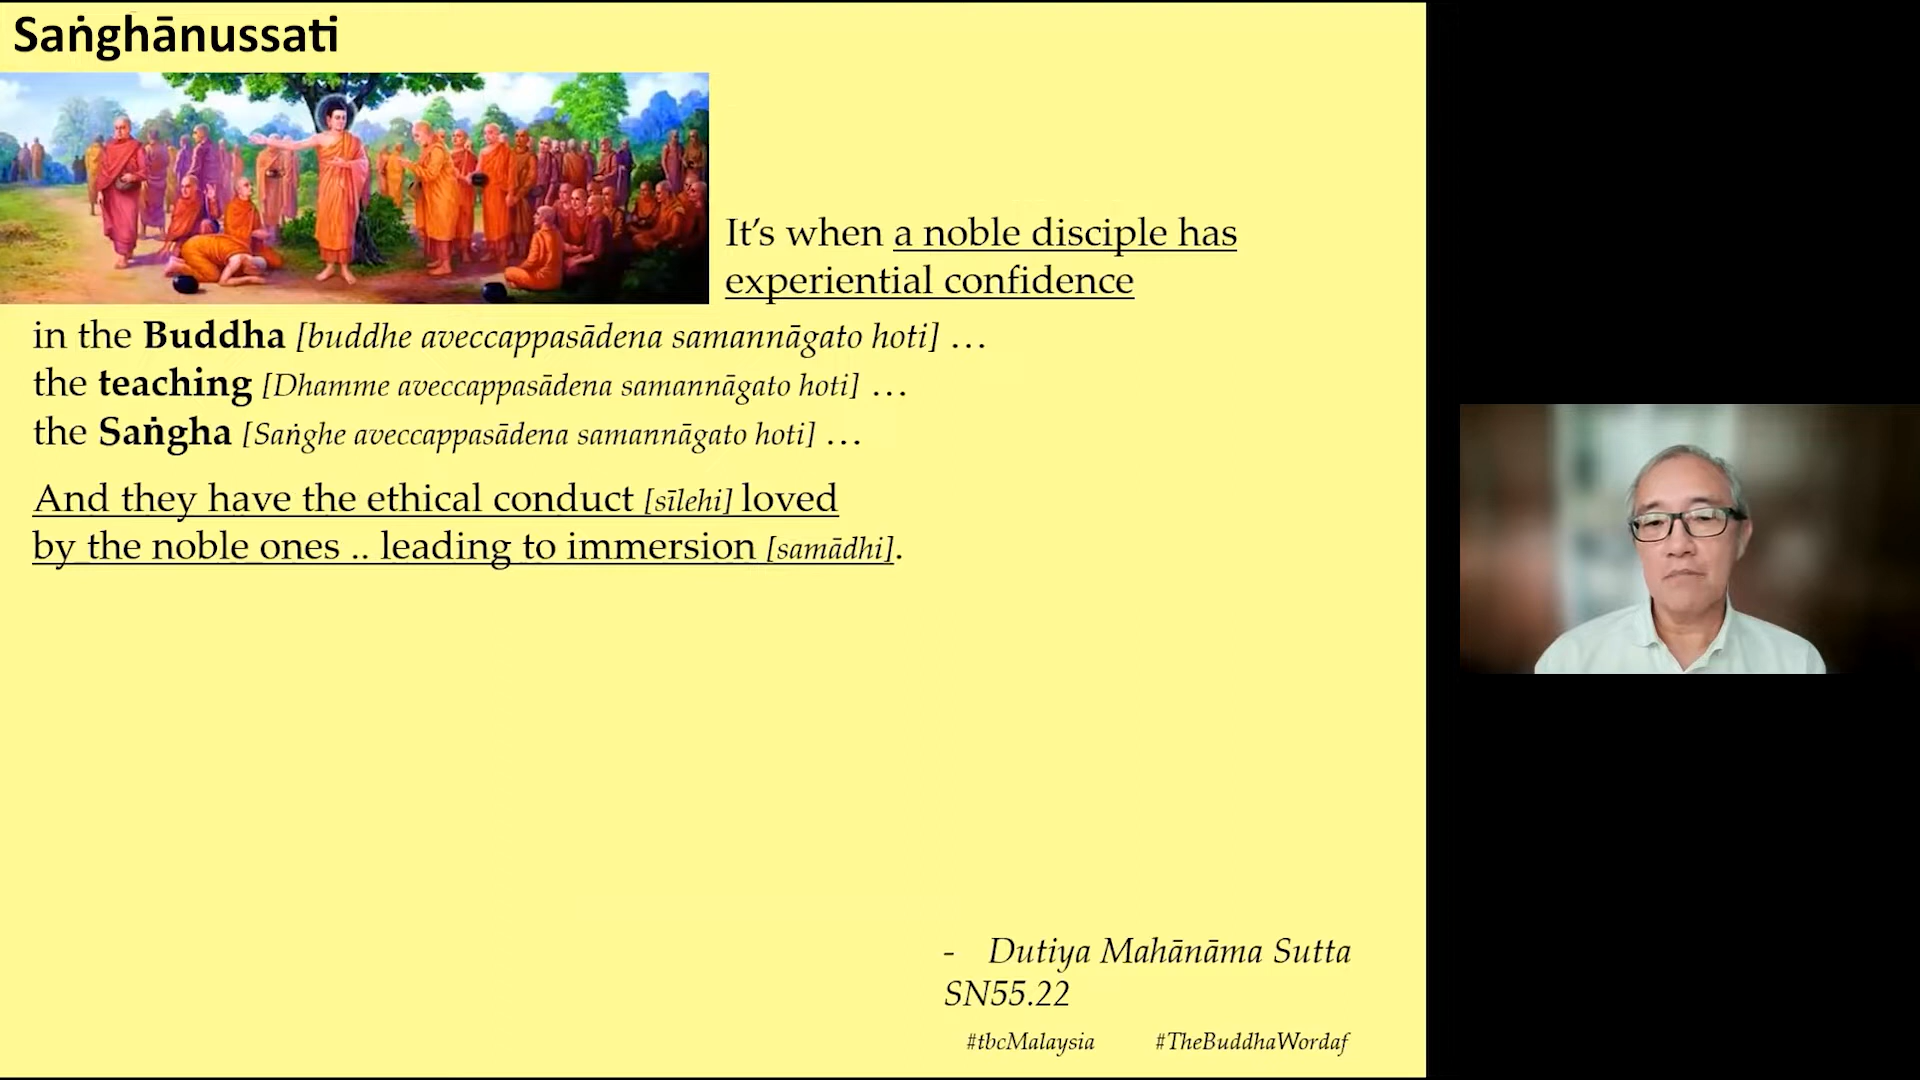 Saṅghānussati
It's when a noble disciple has
experiential confidence
in the Buddha [buddhe aveccappasādena samannāgato hoti] …
the teaching [Dhamme aveccappasādena samannāgato hoti] …
the Saṅgha [Saṅghe aveccappasādena samannāgato hoti] …
And they have the ethical conduct [sīlehi] loved
by the noble ones .. leading to immersion [samādhi].
- Dutiya Mahānāma Sutta
SN55.22
#tbcMalaysia #TheBuddhaWordaf